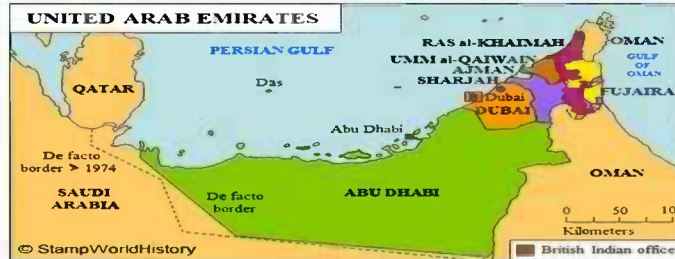 UNITED ARAB EMIRATES
PERSIAN GULF
RAS al-KHAIMAH
OMAN
UMM al-QAIWAIN
GULF
OF
OMAN
AJMANA
SHARJAH
QATAR
Das
Dubai
DUBAI
FUJAIRA
Abu Dhabi
De facto
border > 1974
OMAN
SAUDI
ARABIA
De facto
border
ABU DHABI
0 50 10
Kilometers
© StampWorldHistory
British Indian office